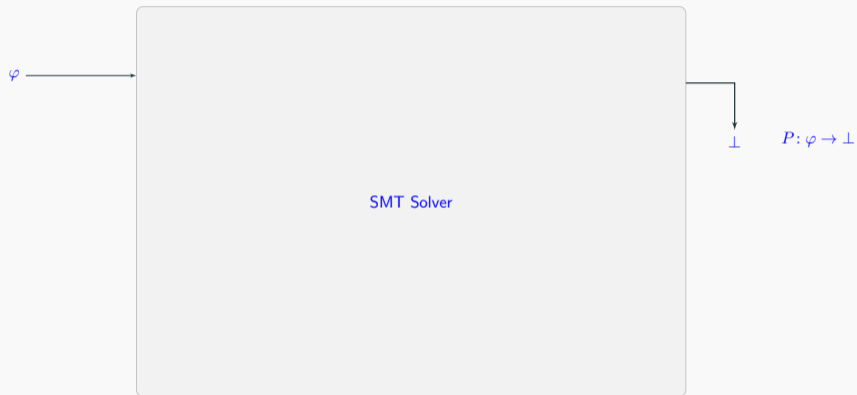 φ
⊥
P: φ → ⊥
SMT Solver